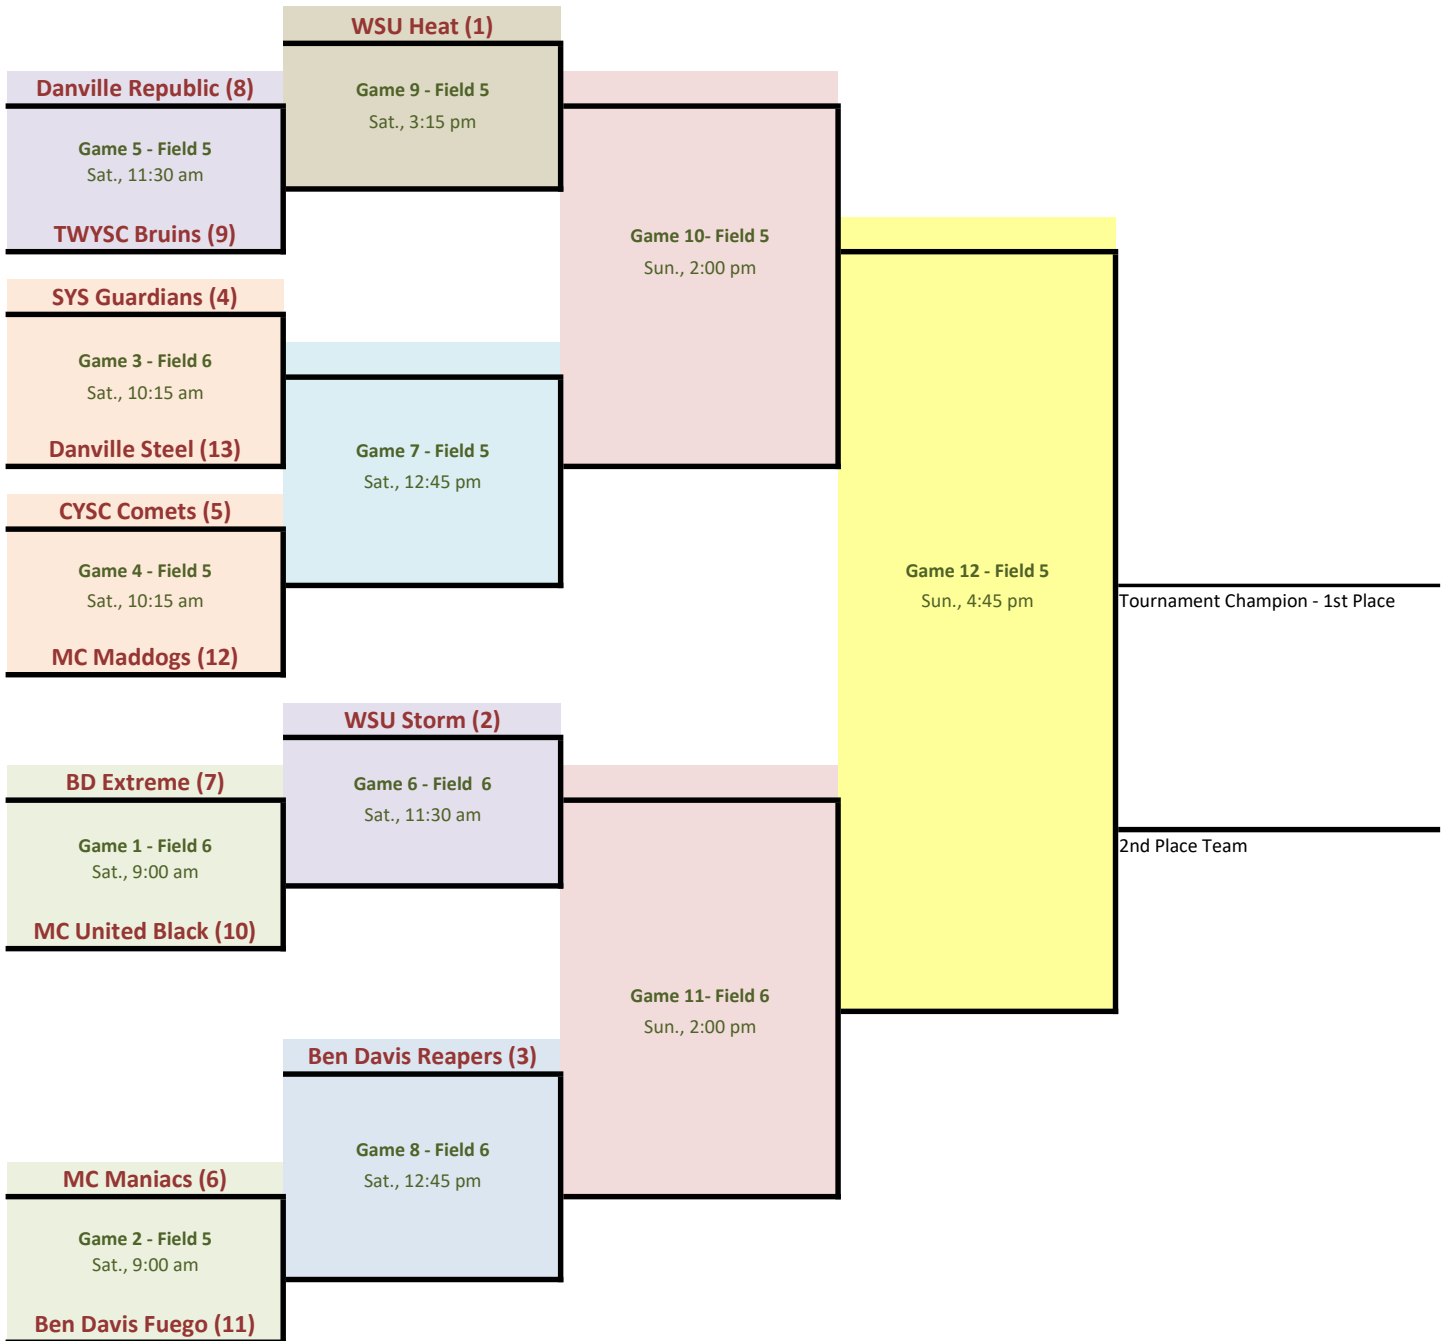 WSU Heat (1)
Game 9 - Field 5
Sat., 3:15 pm
Danville Republic (8)
Game 5 - Field 5
Sat., 11:30 am
TWYSC Bruins (9)
Game 10- Field 5
Sun., 2:00 pm
SYS Guardians (4)
Game 3 - Field 6
Sat., 10:15 am
Danville Steel (13)
Game 7 - Field 5
Sat., 12:45 pm
CYSC Comets (5)
Game 4 - Field 5
Sat., 10:15 am
MC Maddogs (12)
Game 12 - Field 5
Sun., 4:45 pm
Tournament Champion - 1st Place
WSU Storm (2)
Game 6 - Field  6
Sat., 11:30 am
BD Extreme (7)
Game 1 - Field 6
Sat., 9:00 am
MC United Black (10)
2nd Place Team
Game 11- Field 6
Sun., 2:00 pm
Ben Davis Reapers (3)
Game 8 - Field 6
Sat., 12:45 pm
MC Maniacs (6)
Game 2 - Field 5
Sat., 9:00 am
Ben Davis Fuego (11)